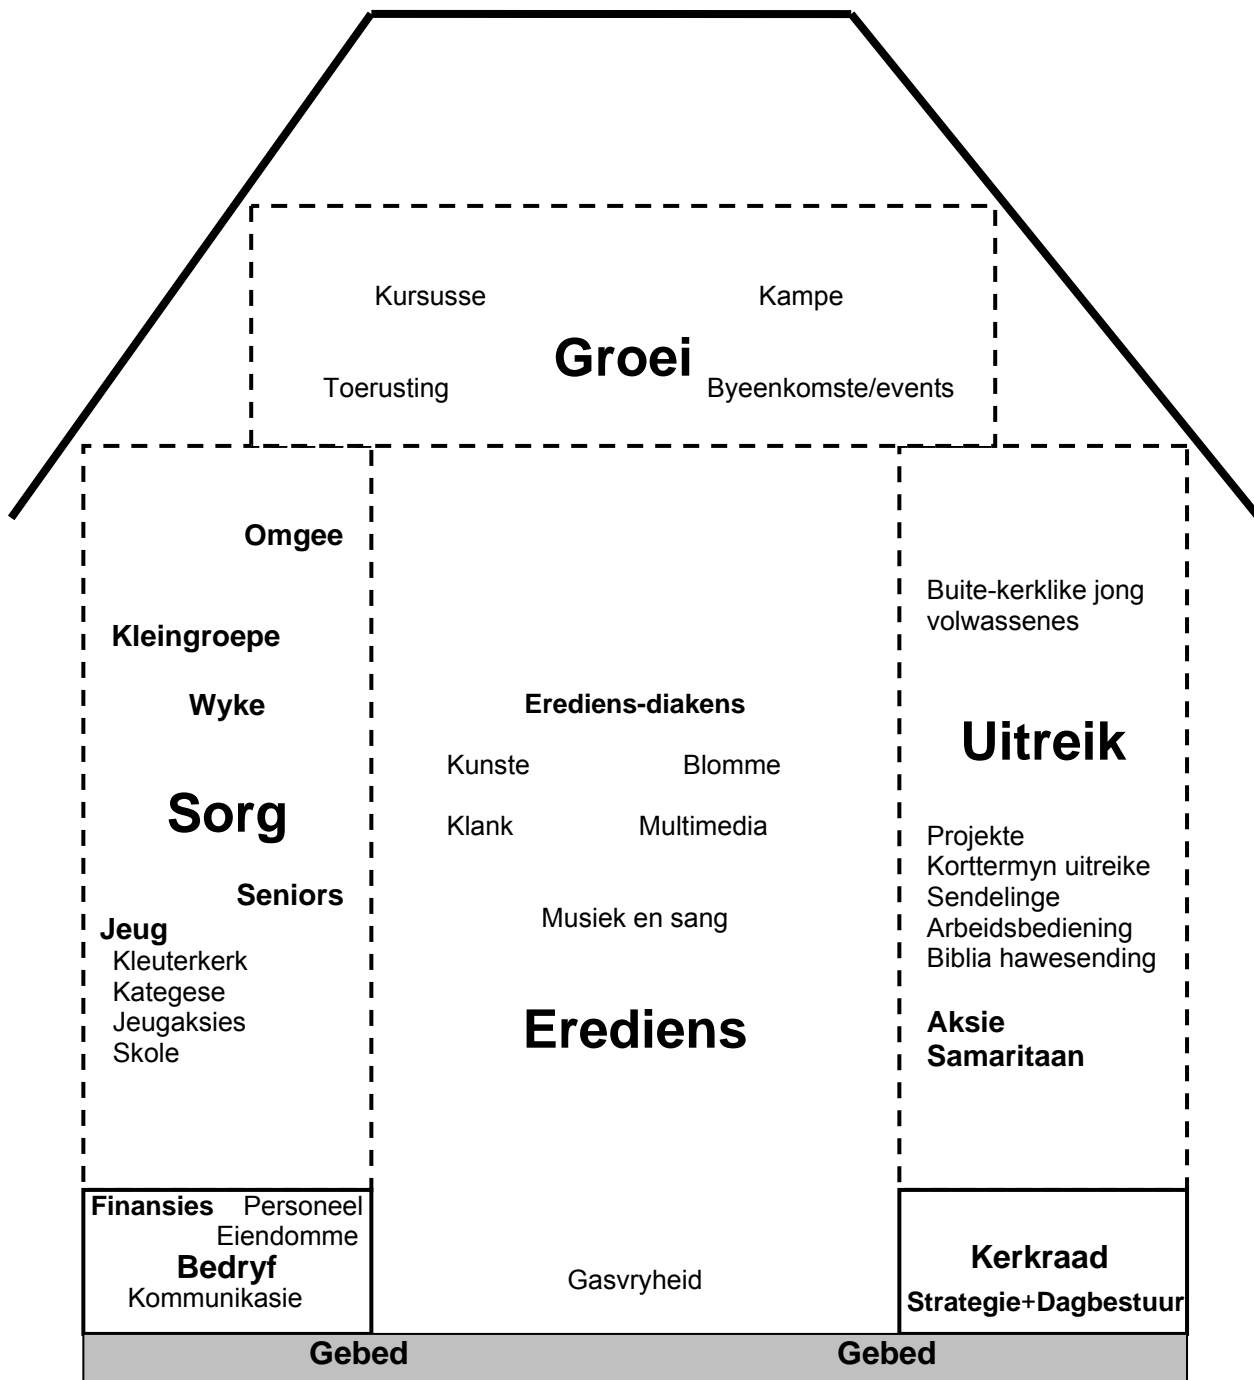 Kursusse Kampe
Groei
Toerusting Byeenkomste/events
Omgee
Kleingroepe
Wyke
Sorg
Seniors
Jeug
Kleuterkerk
Kategese
Jeugaksies
Skole
Erediens-diakens
Kunste Blomme
Klank Multimedia
Musiek en sang
Erediens
Gasvryheid
Buite-kerklike jong
volwassenes
Uitreik
Projekte
Korttermyn uitreike
Sendelinge
Arbeidsbediening
Biblia hawesending
Aksie
Samaritaan
Finansies Personeel
Eiendomme
Bedryf
Kommunikasie
Kerkraad
Strategie+Dagbestuur
Gebed Gebed